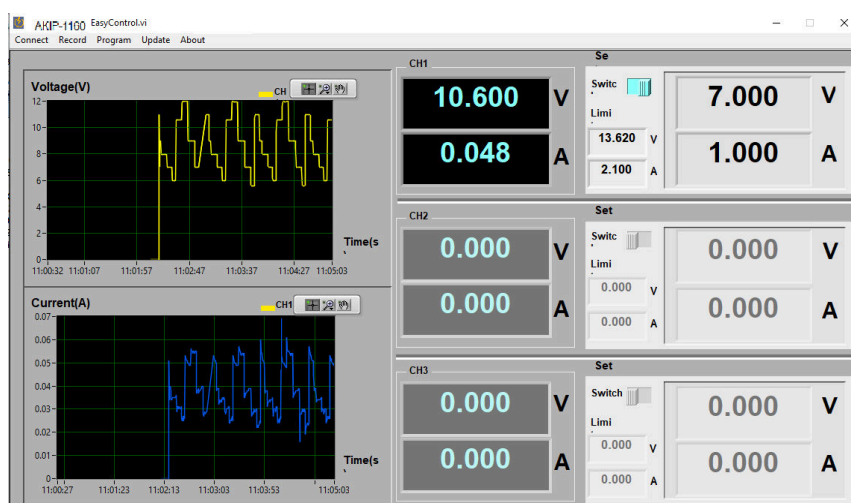 AKIP-1160 EasyControl.vi
Connect Record Program Update About
Voltage(V)
CH
12
10
8
6
4
2
0
11:00:32 11:01:07 11:01:57 11:02:47 11:03:37 11:04:27 11:05:03
Time(s
Current(A)
CH1
0.07
0.06
0.05
0.04
0.03
0.02
0.01
0
11:00:27 11:01:23 11:02:13 11:03:03 11:03:53 11:05:03
Time(s
CH1
10.600 V
0.048 A
Se
Switc
Limi
13.620 V
2.100 A
7.000 V
1.000 A
CH2
0.000 V
0.000 A
Set
Switc
Limi
0.000 V
0.000 A
0.000 V
0.000 A
CH3
0.000 V
0.000 A
Set
Switch
Limi
0.000 V
0.000 A
0.000 V
0.000 A